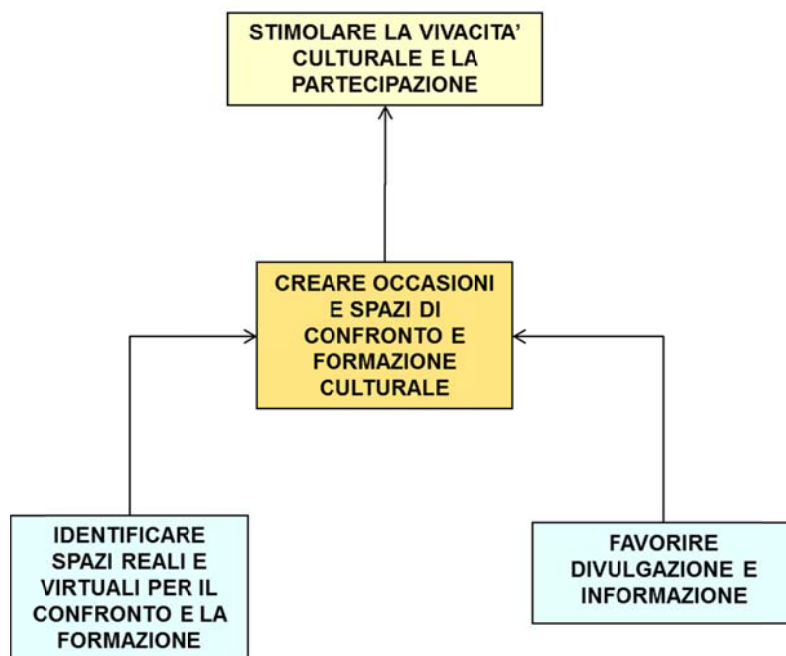 STIMOLARE LA VIVACITA’
CULTURALE E LA
PARTECIPAZIONE
CREARE OCCASIONI
E SPAZI DI
CONFRONTO E
FORMAZIONE
CULTURALE
IDENTIFICARE
SPAZI REALI E
VIRTUALI PER IL
CONFRONTO E LA
FORMAZIONE
FAVORIRE
DIVULGAZIONE E
INFORMAZIONE